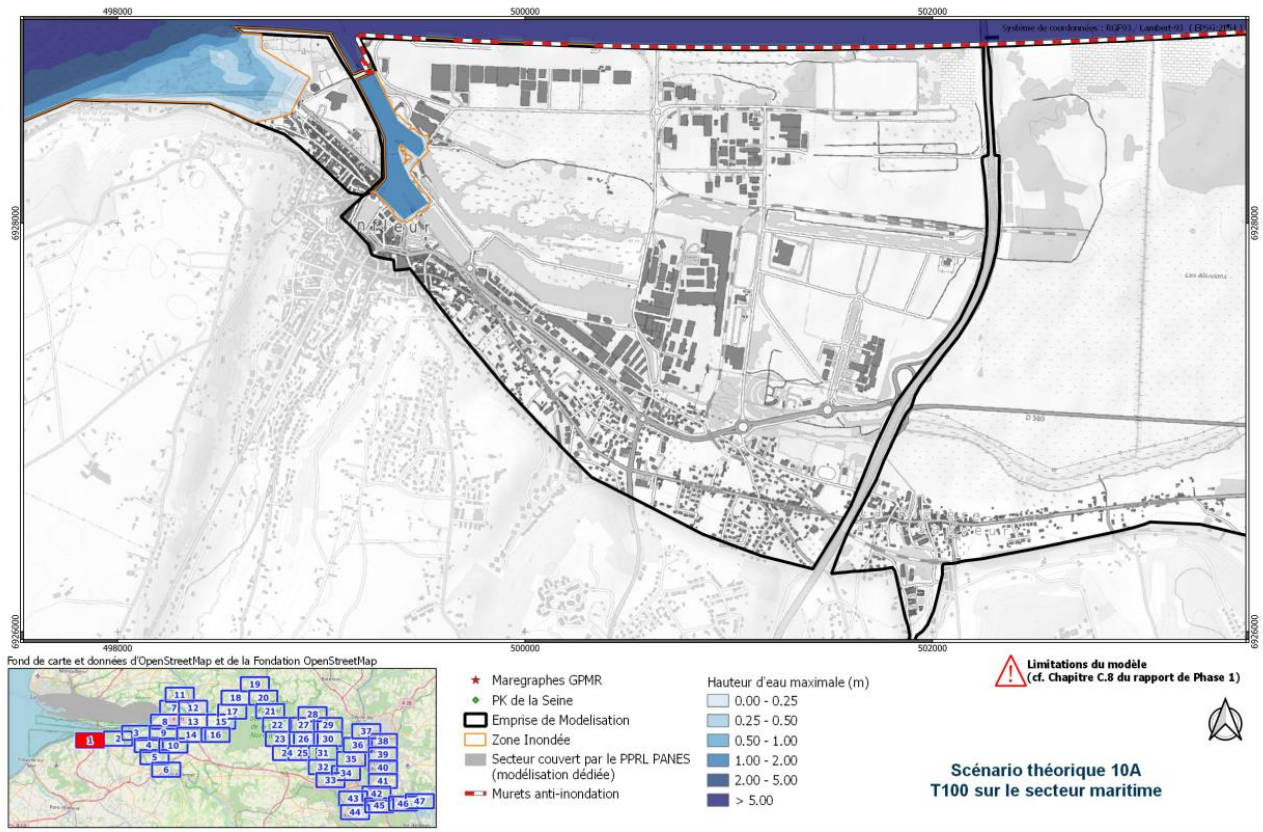 498000
500000
502000
Système de coordonnées : RGF93 / Lambert-93 ( EPSG:2154 )
6928000
6928000
Les Alluvions
D 580
6926000
6926000
498000
500000
502000
Fond de carte et données d'OpenStreetMap et de la Fondation OpenStreetMap
19
11
18
20
7
12
17
21
28
8
13
15
22
27
29
37
1
2
3
9
14
16
23
26
30
36
38
4
10
24
25
31
35
39
5
32
34
40
6
33
41
43
42
46
47
44
45
Maregraphes GPMR
PK de la Seine
Emprise de Modelisation
Zone Inondée
Secteur couvert par le PPRL PANES
(modélisation dédiée)
Murets anti-inondation
Hauteur d'eau maximale (m)
0.00 - 0.25
0.25 - 0.50
0.50 - 1.00
1.00 - 2.00
2.00 - 5.00
> 5.00
Limitations du modèle
(cf. Chapitre C.8 du rapport de Phase 1)
Scénario théorique 10A
T100 sur le secteur maritime